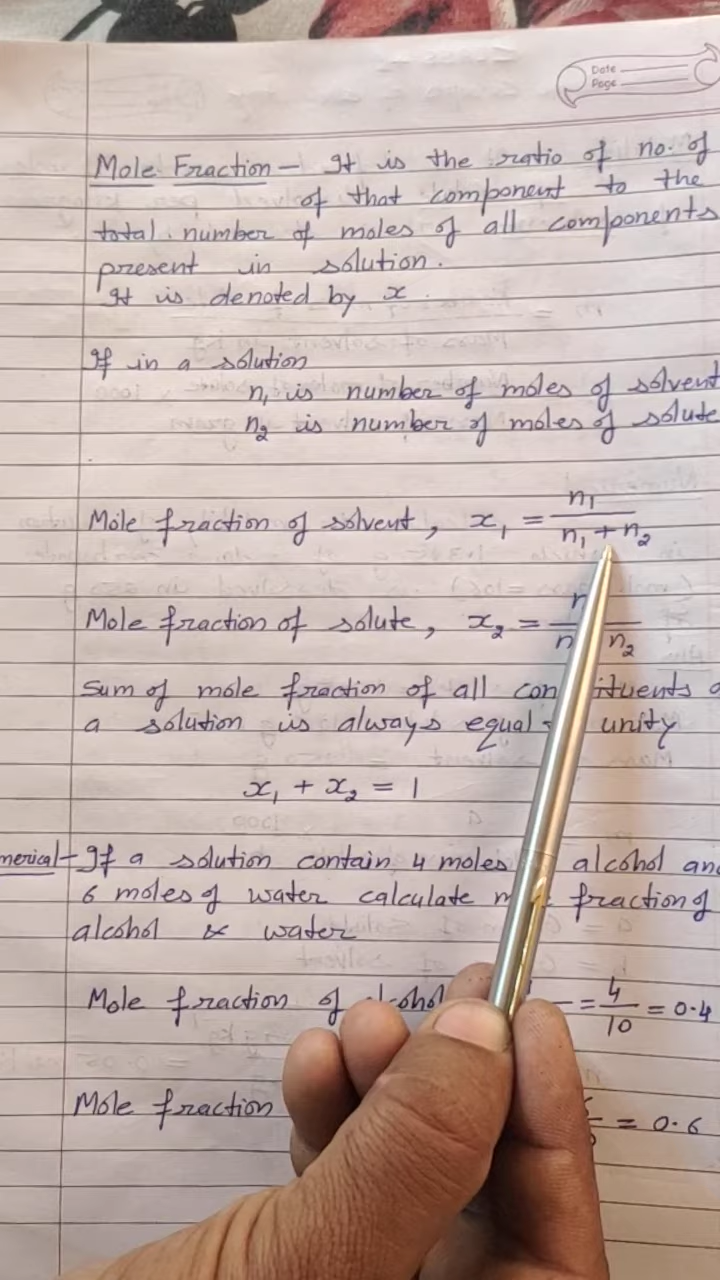 Date
Page
Mole Fraction - It is the ratio of no. of
of that component to the
total number of moles of all components
present in solution.
It is denoted by x
If in a solution
n₁ is number of moles of solvent
n₂ is number of moles of solute
Mole fraction of solvent, x₁ = n₁ / n₁ + n₂
Mole fraction of solute, x₂ = n₂
Sum of mole fraction of all
a solution is always equal unity
x₁ + x₂ = 1
If a solution contain 4 moles alcohol
6 moles of water calculate fraction of
alcohol & water
Mole fraction of = 4/10 = 0.4
Mole fraction = 0.6